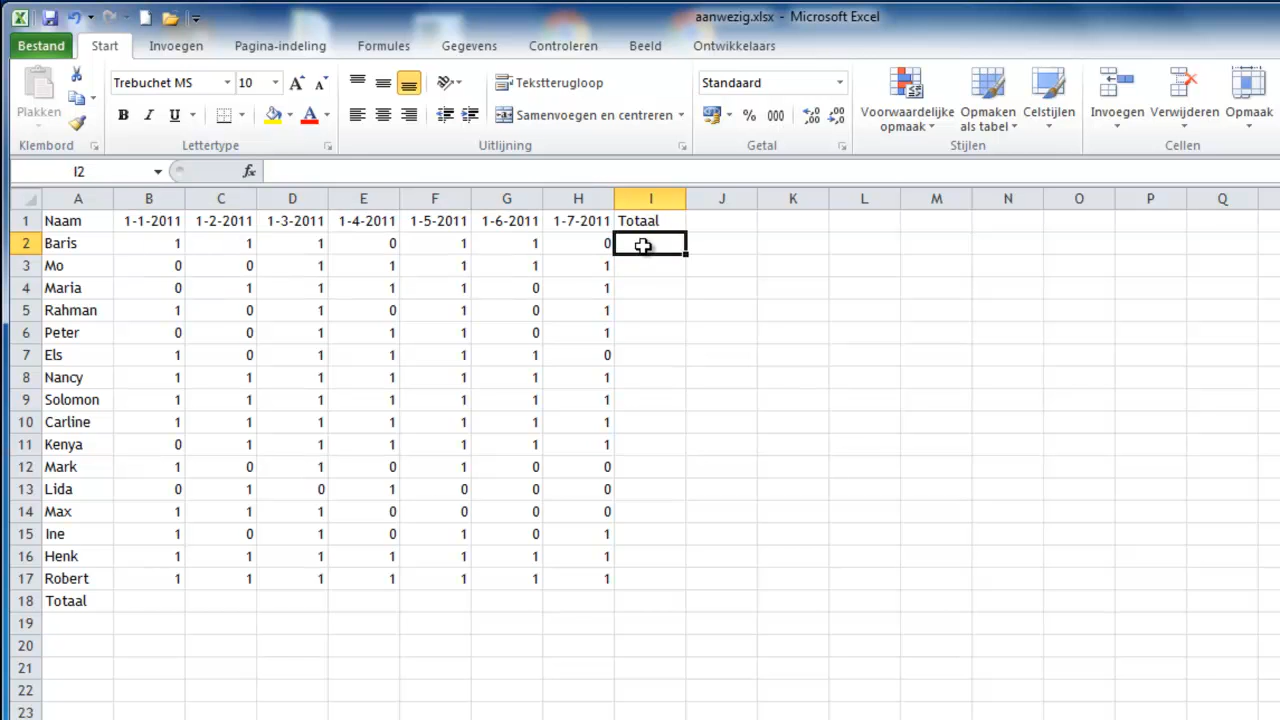 aanwezig.xlsx - Microsoft Excel
Bestand Start Invoegen Pagina-indeling Formules Gegevens Controleren Beeld Ontwikkelaars
Plakken
Klembord
Trebuchet MS 10
B I U
Lettertype
Tekstterugloop
Samenvoegen en centreren
Uitlijning
Standaard
% 000
Getal
Voorwaardelijke opmaak
Opmaken als tabel
Celstijlen
Stijlen
Invoegen Verwijderen Opmaak
Cellen
I2 fx
A B C D E F G H I J K L M N O P Q
1 Naam 1-1-2011 1-2-2011 1-3-2011 1-4-2011 1-5-2011 1-6-2011 1-7-2011 Totaal
2 Baris 1 1 1 0 1 1 0
3 Mo 0 0 1 1 1 1 1
4 Maria 0 1 1 1 1 0 1
5 Rahman 1 0 1 0 1 0 1
6 Peter 0 0 1 1 1 0 1
7 Els 1 0 1 1 1 1 0
8 Nancy 1 1 1 1 1 1 1
9 Solomon 1 1 1 1 1 1 1
10 Carline 1 1 1 1 1 1 1
11 Kenya 0 1 1 1 1 1 1
12 Mark 1 0 1 0 1 0 0
13 Lida 0 1 0 1 0 0 0
14 Max 1 1 1 0 0 0 0
15 Ine 1 0 1 0 1 0 1
16 Henk 1 1 1 1 1 1 1
17 Robert 1 1 1 1 1 1 1
18 Totaal
19
20
21
22
23